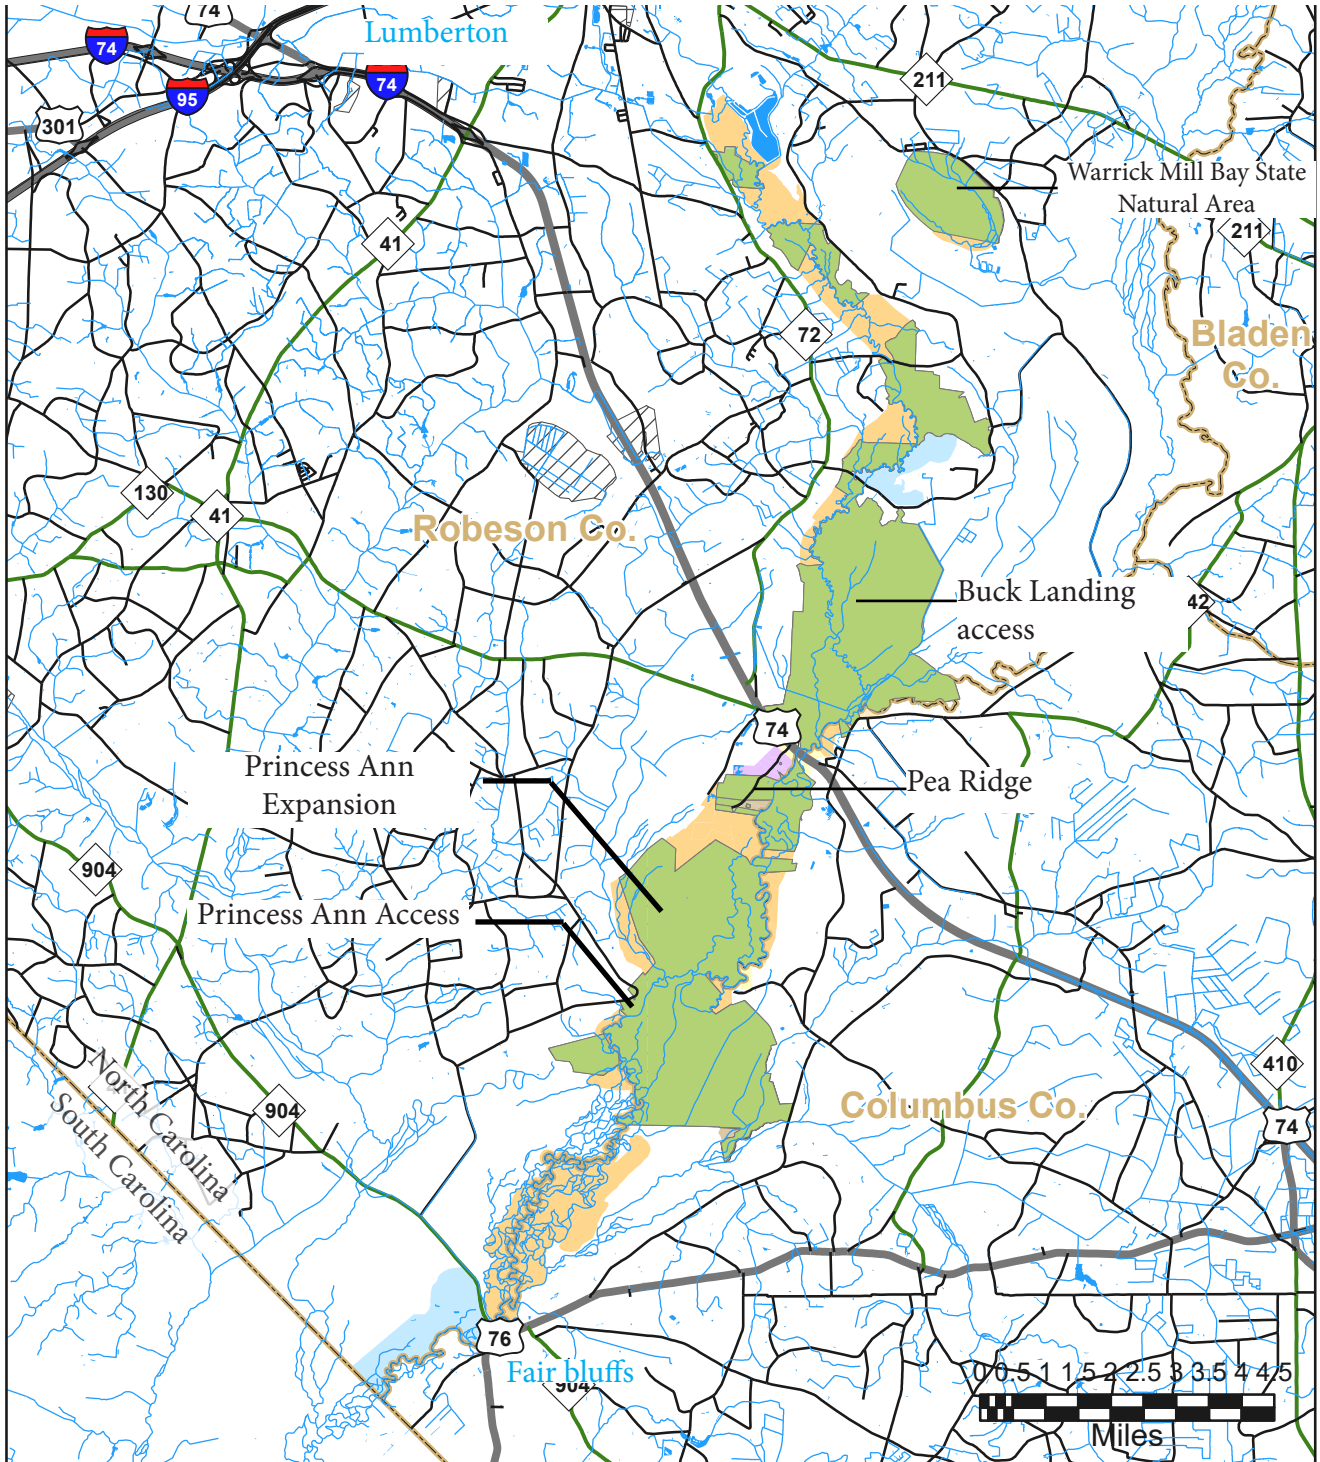 74
Lumberton
74
74
95
301
211
Warrick Mill Bay State
Natural Area
211
41
72
Bladen
Co.
130
41
Robeson Co.
Buck Landing
access
42
74
Princess Ann
Expansion
Pea Ridge
904
Princess Ann Access
North Carolina
South Carolina
904
410
Columbus Co.
74
76
Fair bluffs
904
0 0.5 1 1.5 2 2.5 3 3.5 4 4.5
Miles